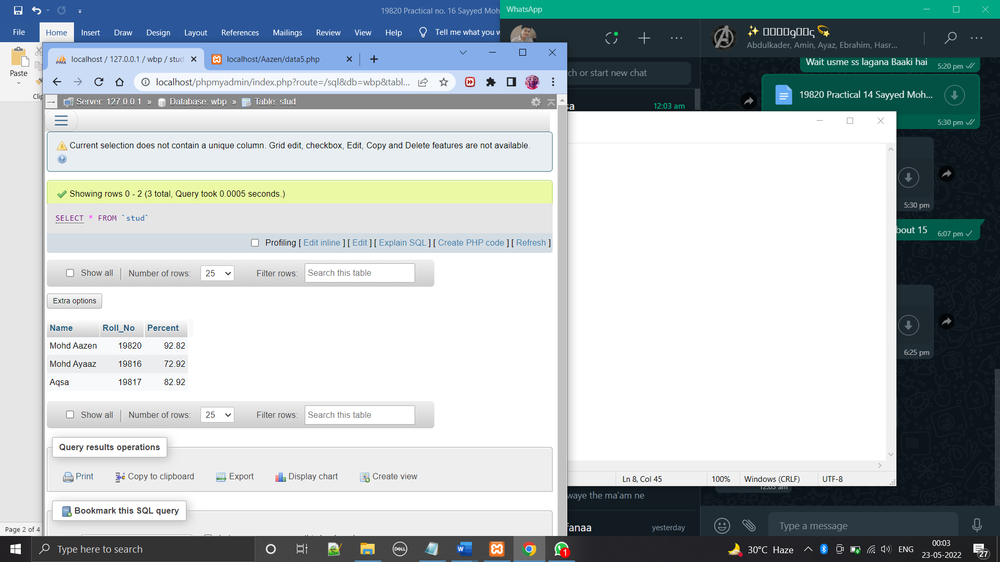 19820 Practical no. 16 Sayyed Moh
File Home Insert Draw Design Layout References Mailings Review View Help Tell me what you w
Paste
Clip
Page 2 of 4
localhost / 127.0.0.1 / wbp / stud
localhost/Aazen/data5.php
localhost/phpmyadmin/index.php?route=/sql&db=wbp&tabl...
Server: 127.0.0.1 » Database: wbp » Table: stud
Current selection does not contain a unique column. Grid edit, checkbox, Edit, Copy and Delete features are not available.
Showing rows 0 - 2 (3 total, Query took 0.0005 seconds.)
SELECT * FROM `stud`
Profiling [ Edit inline ] [ Edit ] [ Explain SQL ] [ Create PHP code ] [ Refresh ]
Show all Number of rows: 25 Filter rows: Search this table
Extra options
Name Roll_No Percent
Mohd Aazen 19820 92.82
Mohd Ayaaz 19816 72.92
Aqsa 19817 82.92
Show all Number of rows: 25 Filter rows: Search this table
Query results operations
Print Copy to clipboard Export Display chart Create view
Bookmark this SQL query
WhatsApp
Abdulkader, Amin, Ayaz, Ebrahim, Hasr...
ch or start new chat
sa 12:03 am
Wait usme ss lagana Baaki hai 5:20 pm
19820 Practical 14 Sayyed Moh...
5:30 pm
5:30 pm
bout 15 6:07 pm
6:25 pm
Ln 8, Col 45 100% Windows (CRLF) UTF-8
12:03 am
waye the ma'am ne
fanaa yesterday
Type a message
Type here to search
DELL
1
30°C Haze
ENG
00:03
23-05-2022
27